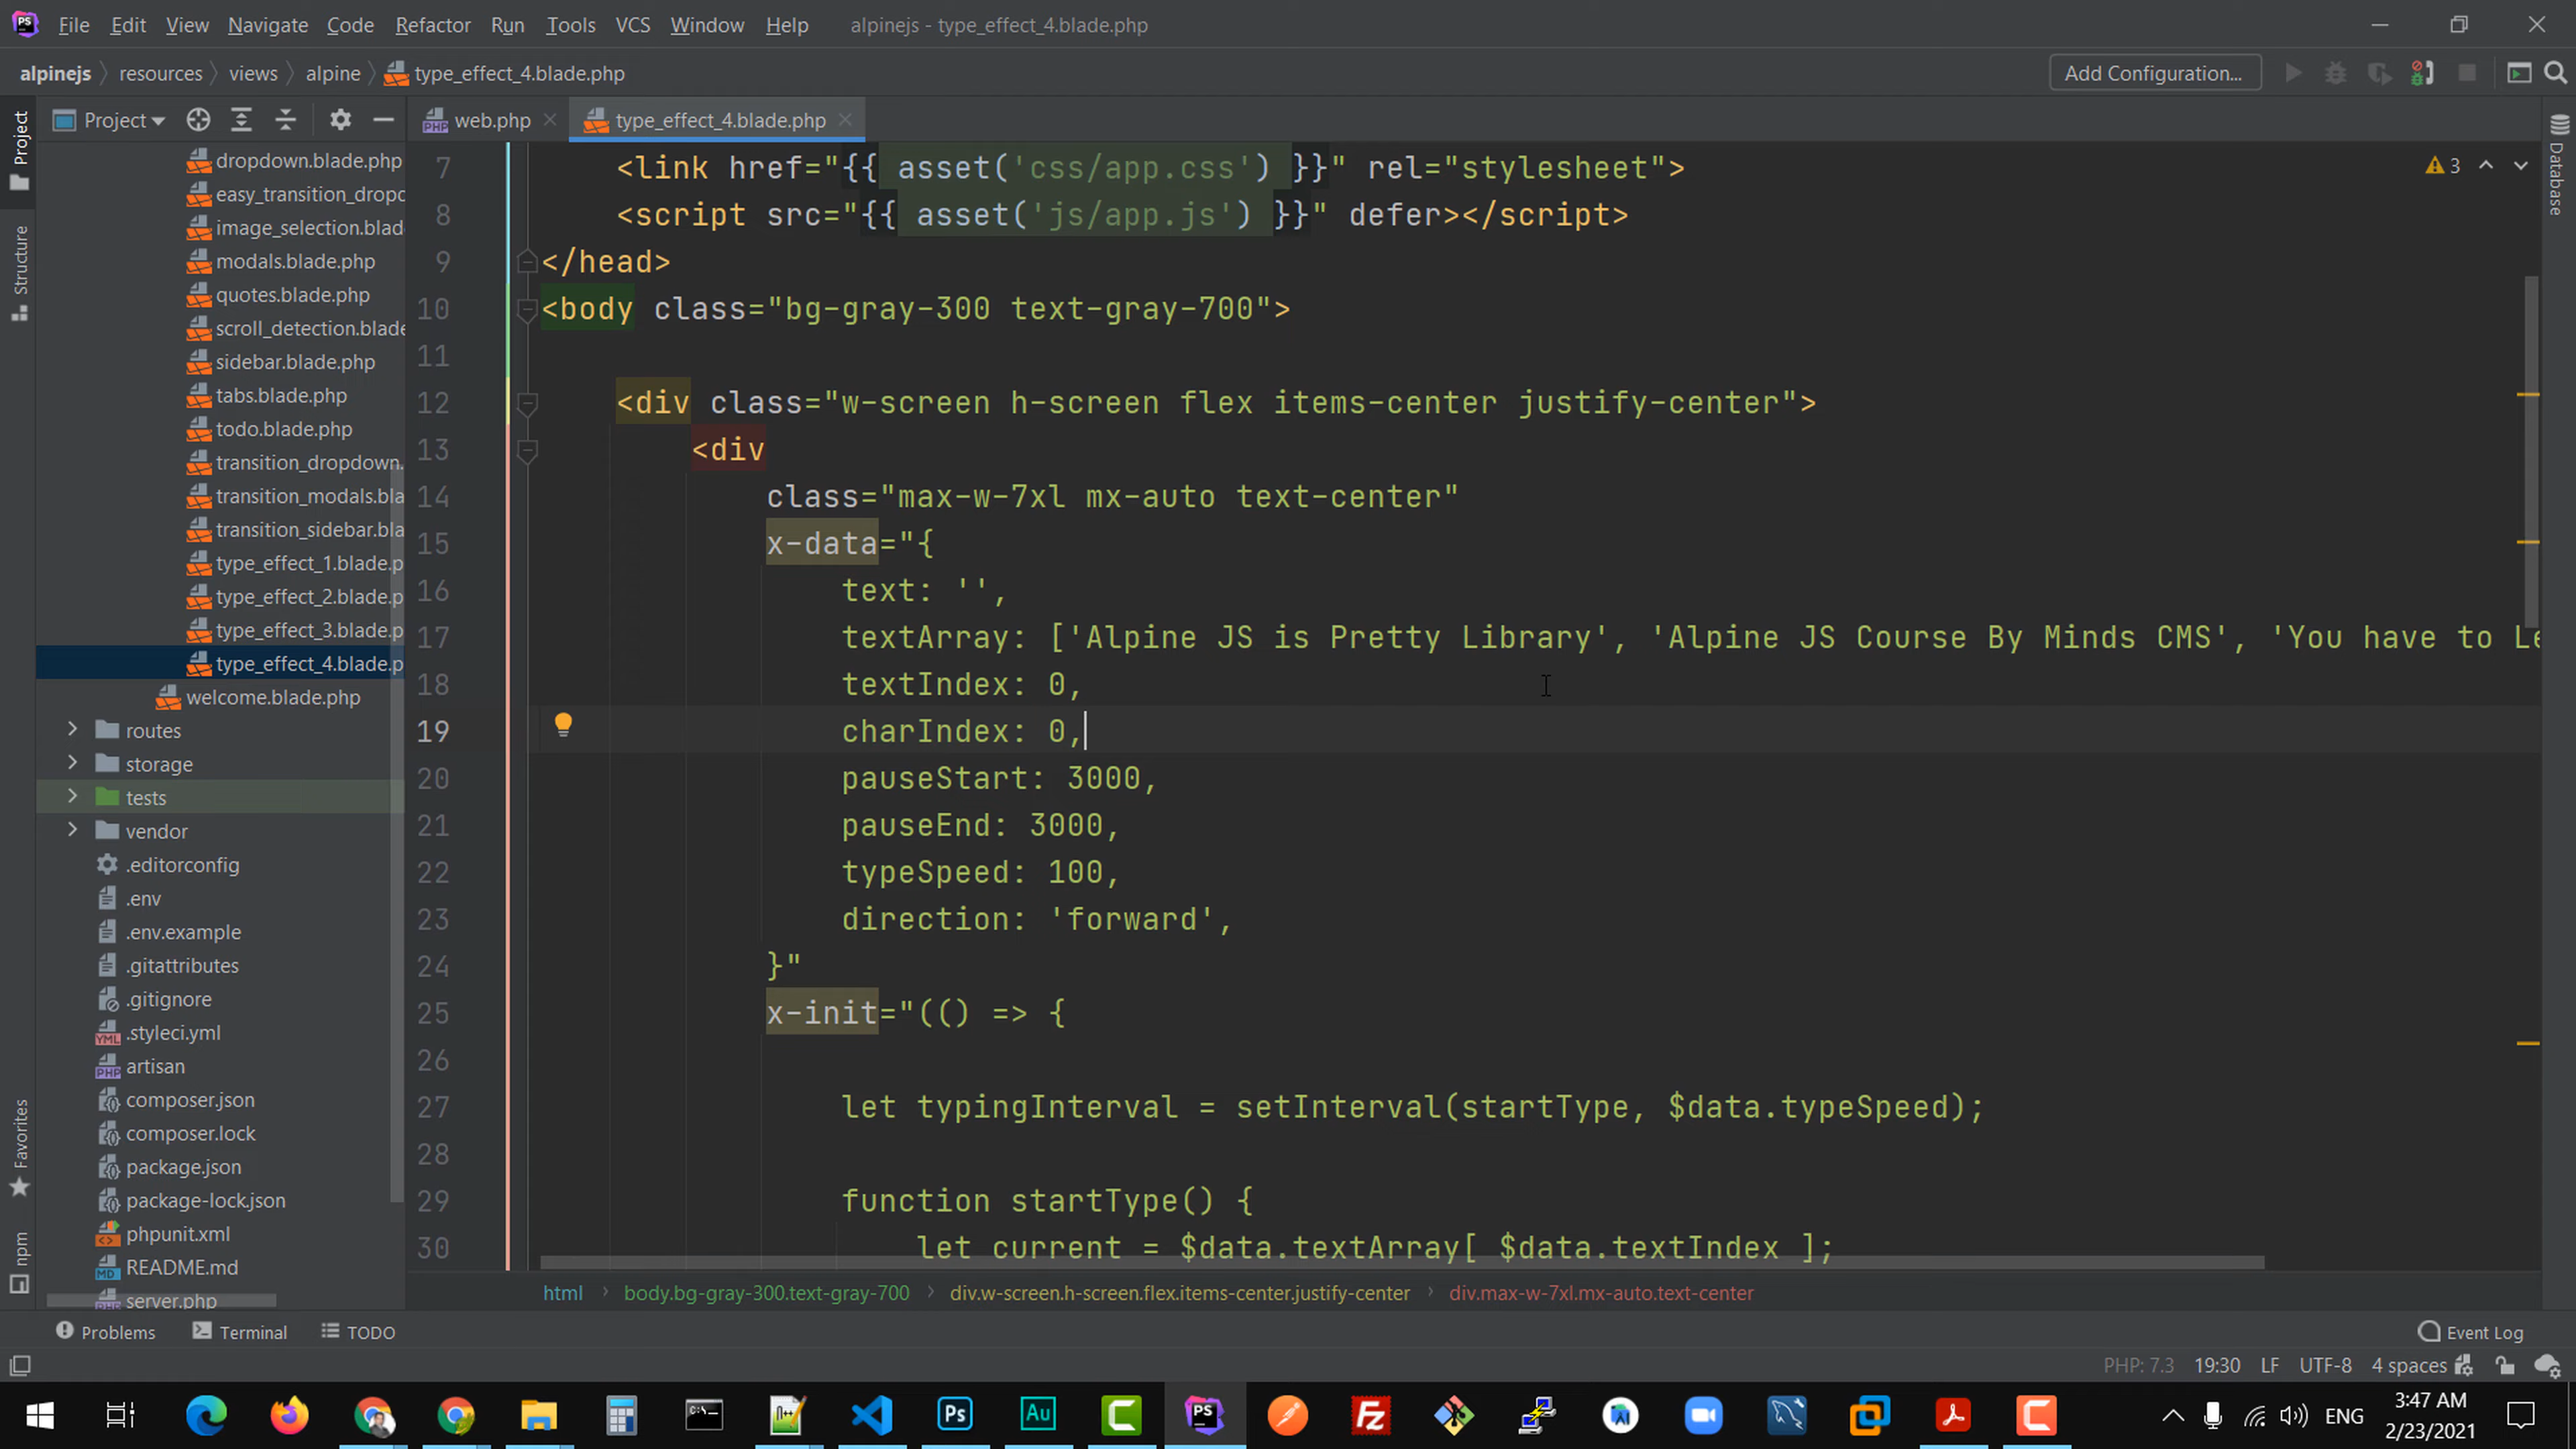 File Edit View Navigate Code Refactor Run Tools VCS Window Help alpinejs - type_effect_4.blade.php
alpinejs resources views alpine type_effect_4.blade.php Add Configuration...
Project web.php type_effect_4.blade.php
Project
Structure
Favorites
npm
Database
dropdown.blade.php
easy_transition_dropd
image_selection.blad
modals.blade.php
quotes.blade.php
scroll_detection.blade
sidebar.blade.php
tabs.blade.php
todo.blade.php
transition_dropdown.
transition_modals.bla
transition_sidebar.bla
type_effect_1.blade.p
type_effect_2.blade.p
type_effect_3.blade.p
type_effect_4.blade.p
welcome.blade.php
routes
storage
tests
vendor
.editorconfig
.env
.env.example
.gitattributes
.gitignore
.styleci.yml
artisan
composer.json
composer.lock
package.json
package-lock.json
phpunit.xml
README.md
server.php
3
7 <link href="{{ asset('css/app.css') }}" rel="stylesheet">
8 <script src="{{ asset('js/app.js') }}" defer></script>
9 </head>
10 <body class="bg-gray-300 text-gray-700">
11
12 <div class="w-screen h-screen flex items-center justify-center">
13 <div
14 class="max-w-7xl mx-auto text-center"
15 x-data="{
16 text: '',
17 textArray: ['Alpine JS is Pretty Library', 'Alpine JS Course By Minds CMS', 'You have to Le
18 textIndex: 0,
19 charIndex: 0,
20 pauseStart: 3000,
21 pauseEnd: 3000,
22 typeSpeed: 100,
23 direction: 'forward',
24 }"
25 x-init="(() => {
26
27 let typingInterval = setInterval(startType, $data.typeSpeed);
28
29 function startType() {
30 let current = $data.textArray[ $data.textIndex ];
html body.bg-gray-300.text-gray-700 div.w-screen.h-screen.flex.items-center.justify-center div.max-w-7xl.mx-auto.text-center
Problems Terminal TODO Event Log
PHP: 7.3 19:30 LF UTF-8 4 spaces
ENG 3:47 AM
2/23/2021